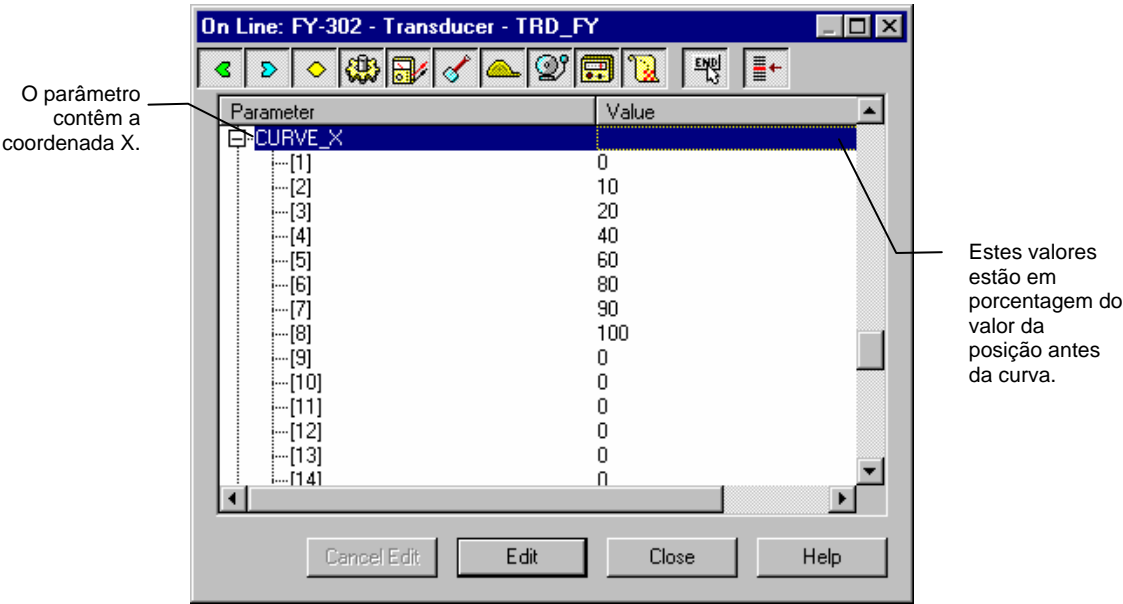 On Line: FY-302 - Transducer - TRD_FY
END
O parâmetro
contêm a
coordenada X.
Parameter Value
CURVE_X
[1] 0
[2] 10
[3] 20
[4] 40
[5] 60
[6] 80
[7] 90
[8] 100
[9] 0
[10] 0
[11] 0
[12] 0
[13] 0
[14] 0
Estes valores
estão em
porcentagem do
valor da
posição antes
da curva.
Cancel Edit Edit Close Help